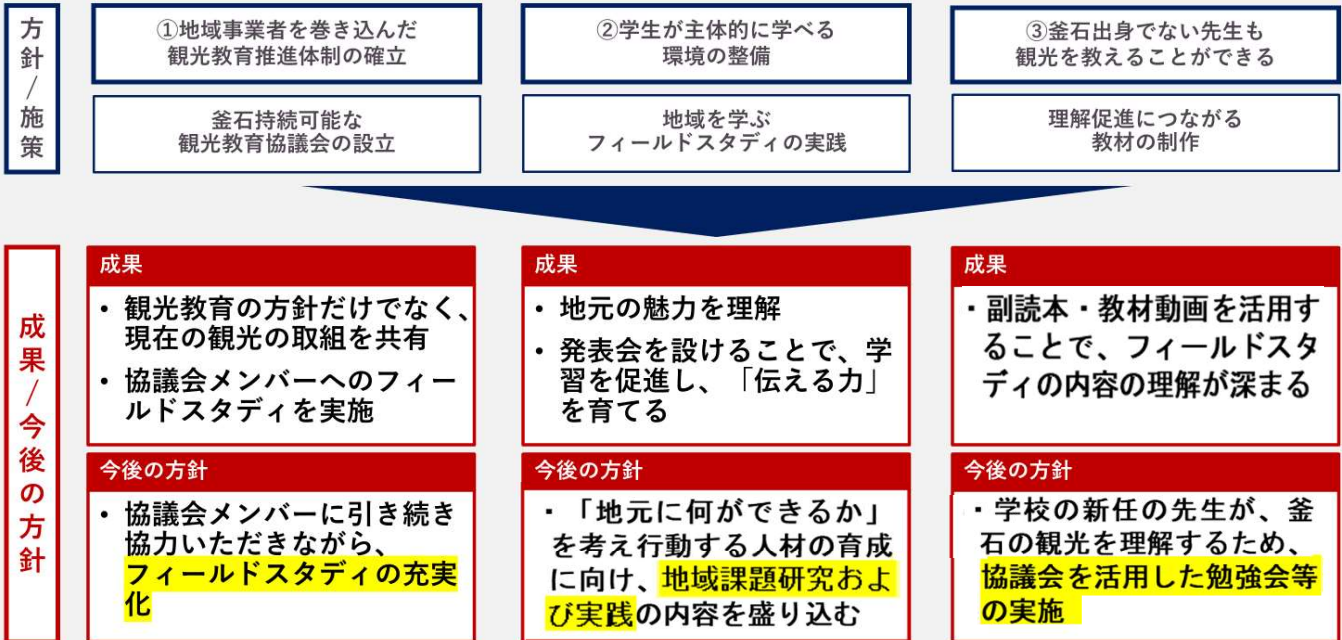 方針/施策
①地域事業者を巻き込んだ
観光教育推進体制の確立
②学生が主体的に学べる
環境の整備
③釜石出身でない先生も
観光を教えることができる
釜石持続可能な
観光教育協議会の設立
地域を学ぶ
フィールドスタディの実践
理解促進につながる
教材の制作
成果/今後の方針
成果
・観光教育の方針だけでなく、
現在の観光の取組を共有
・協議会メンバーへのフィー
ルドスタディを実施
成果
・地元の魅力を理解
・発表会を設けることで、学
習を促進し、「伝える力」
を育てる
成果
・副読本・教材動画を活用す
ることで、フィールドスタ
ディの内容の理解が深まる
今後の方針
・協議会メンバーに引き続き
協力いただきながら、
フィールドスタディの充実
化
今後の方針
・「地元に何ができるか」
を考え行動する人材の育成
に向け、地域課題研究およ
び実践の内容を盛り込む
今後の方針
・学校の新任の先生が、釜
石の観光を理解するため、
協議会を活用した勉強会等
の実施